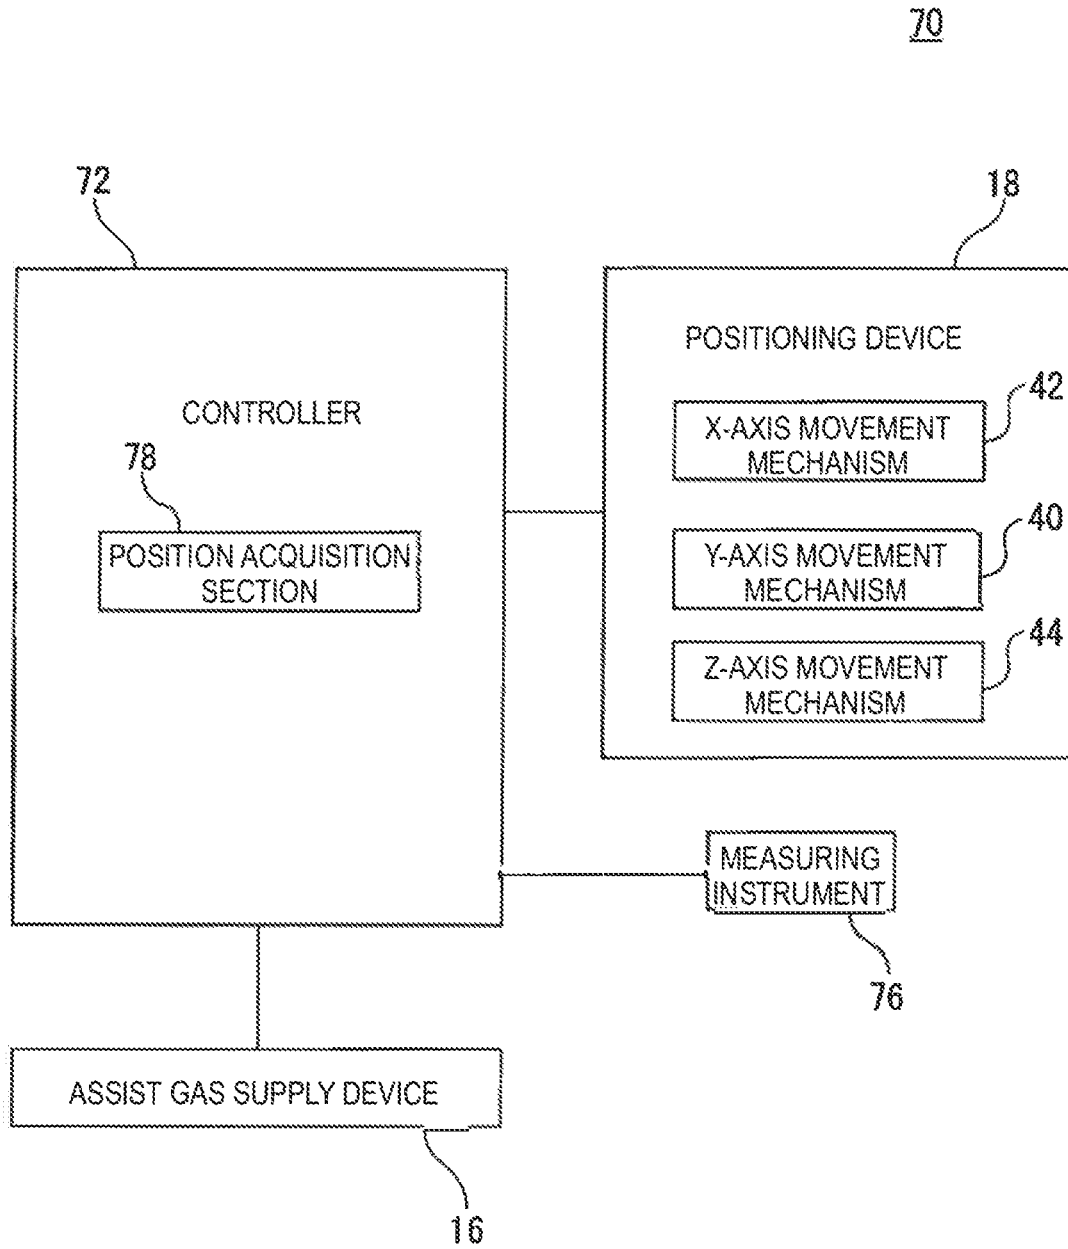 70
72
18
POSITIONING DEVICE
42
X-AXIS MOVEMENT
MECHANISM
CONTROLLER
78
POSITION ACQUISITION
SECTION
40
Y-AXIS MOVEMENT
MECHANISM
44
Z-AXIS MOVEMENT
MECHANISM
MEASURING
INSTRUMENT
76
ASSIST GAS SUPPLY DEVICE
16